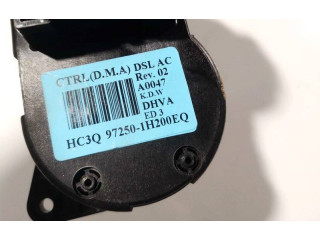 CTRL(D.M.A) DSL AC
Rev. 02
A0047
K.D.W
DHVA
ED 3
HC3Q 97250-1H200EQ